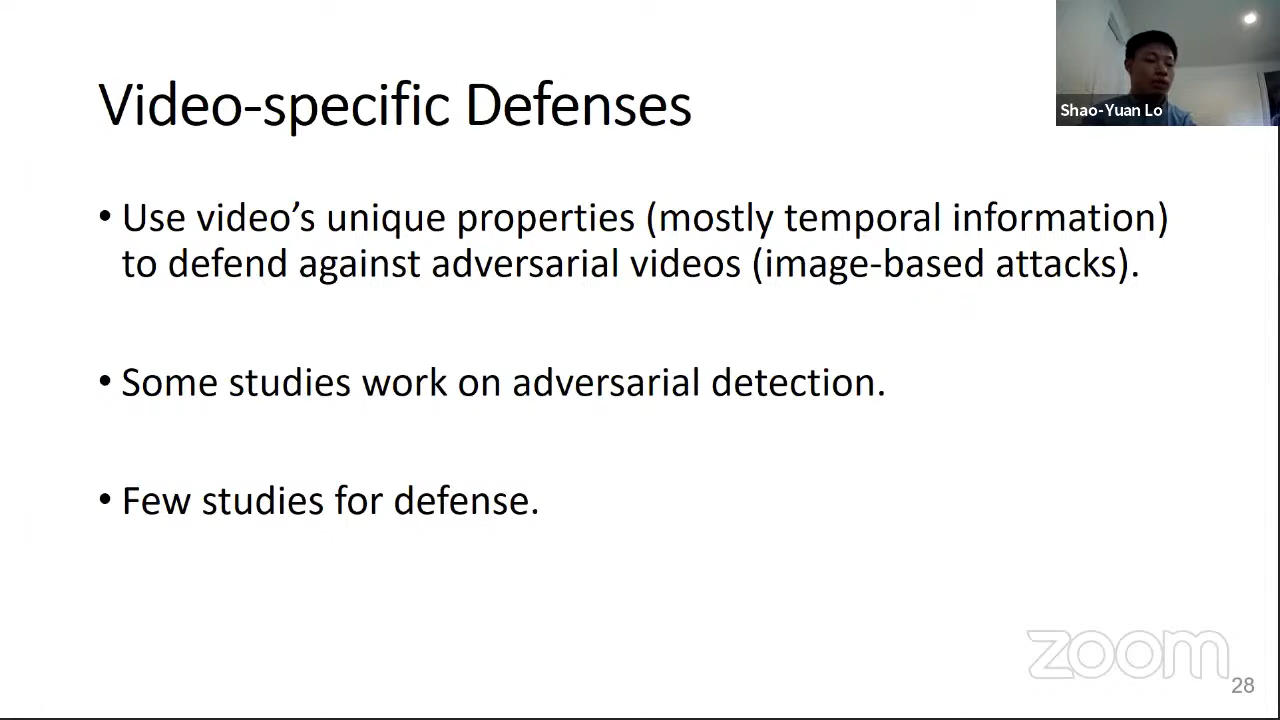 Video-specific Defenses
Shao-Yuan Lo
• Use video’s unique properties (mostly temporal information)
to defend against adversarial videos (image-based attacks).
• Some studies work on adversarial detection.
• Few studies for defense.
zoom
28